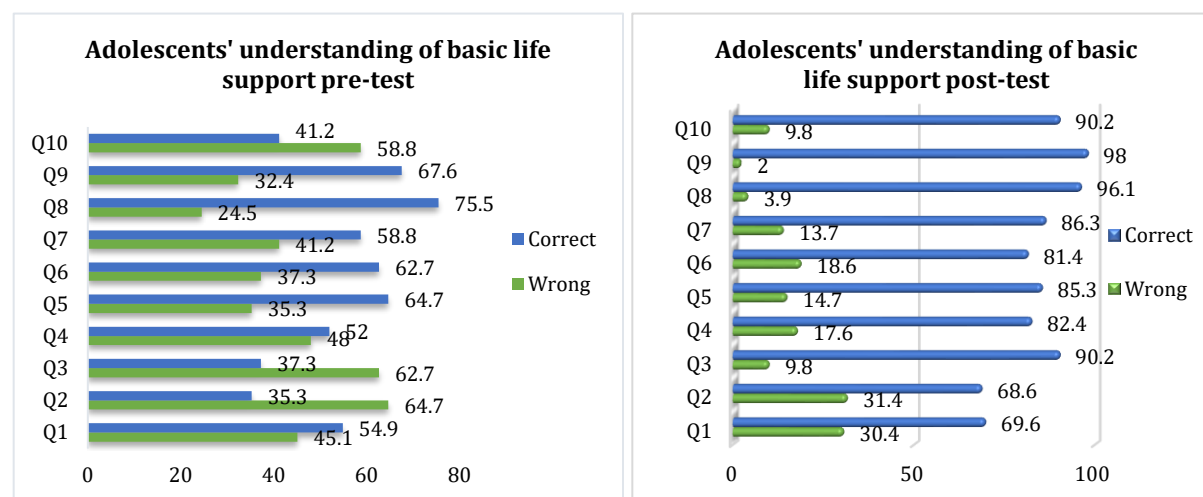 Adolescents' understanding of basic life
support pre-test
Q10
41.2
58.8
Q9
67.6
32.4
Q8
75.5
24.5
Q7
58.8
41.2
Q6
62.7
37.3
Q5
64.7
35.3
Q4
52
48
Q3
37.3
62.7
Q2
35.3
64.7
Q1
54.9
45.1
0 20 40 60 80
Correct
Wrong
Adolescents' understanding of basic
life support post-test
Q10
90.2
9.8
Q9
98
2
Q8
96.1
3.9
Q7
86.3
13.7
Q6
81.4
18.6
Q5
85.3
14.7
Q4
82.4
17.6
Q3
90.2
9.8
Q2
68.6
31.4
Q1
69.6
30.4
0 50 100
Correct
Wrong